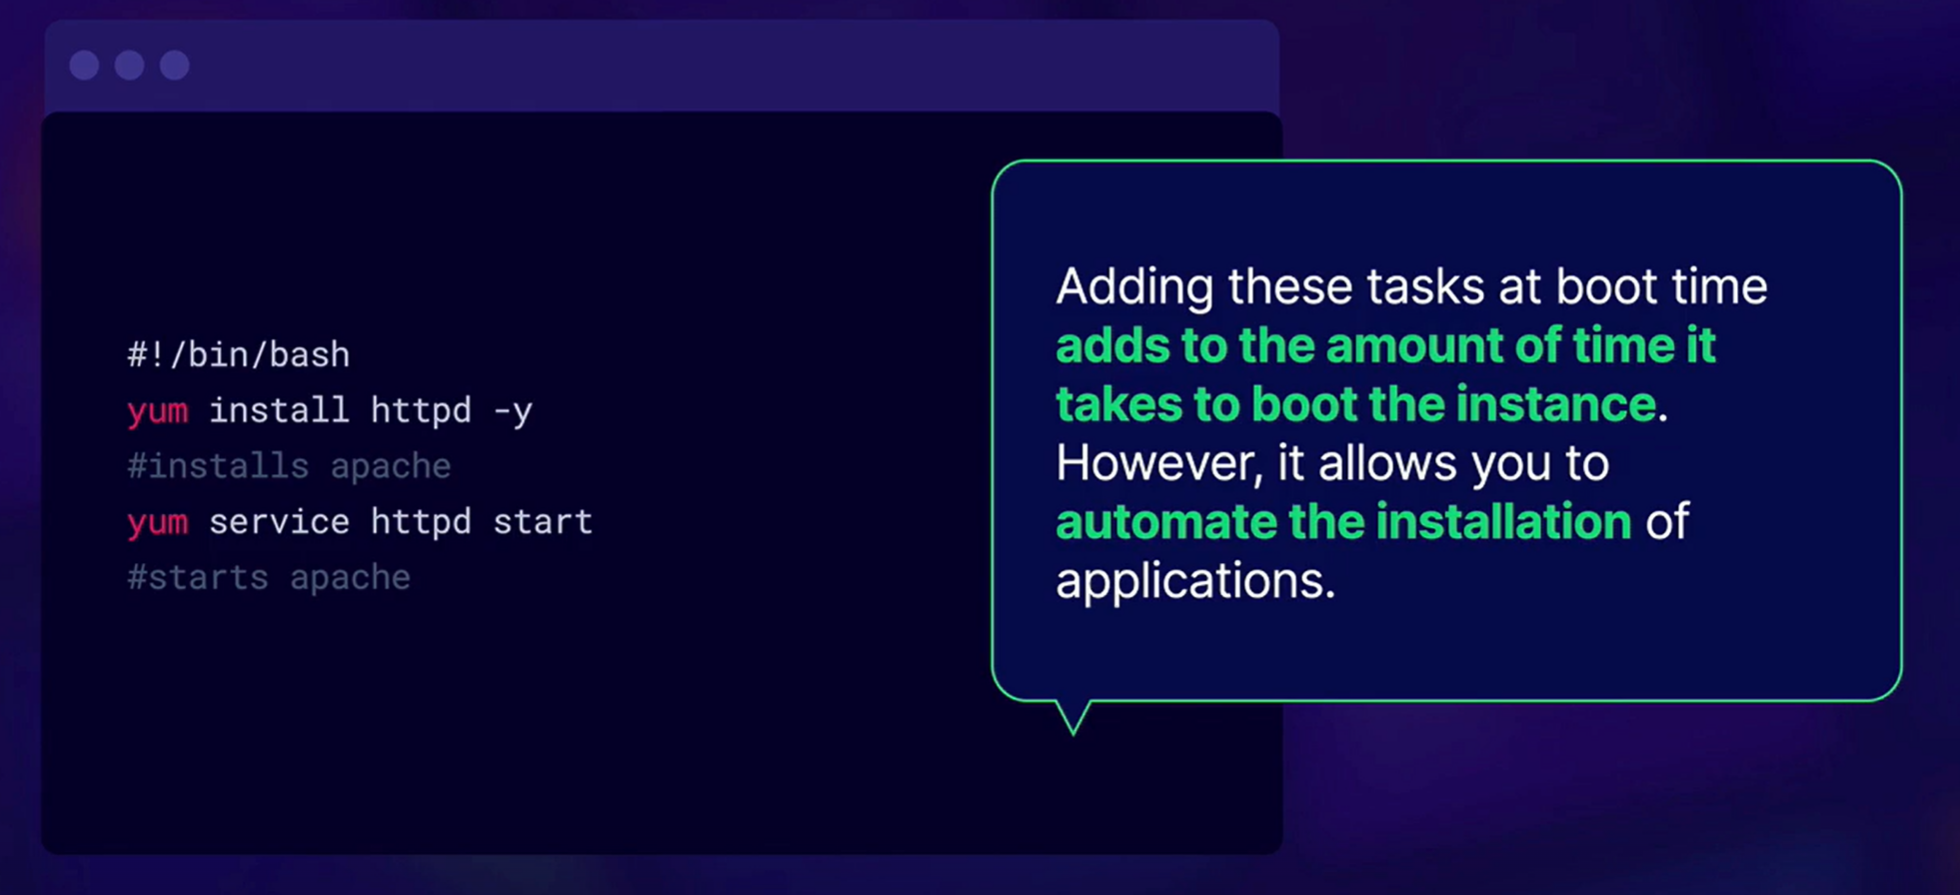 #!/bin/bash
yum install httpd -y
#installs apache
yum service httpd start
#starts apache
Adding these tasks at boot time
adds to the amount of time it
takes to boot the instance.
However, it allows you to
automate the installation of
applications.